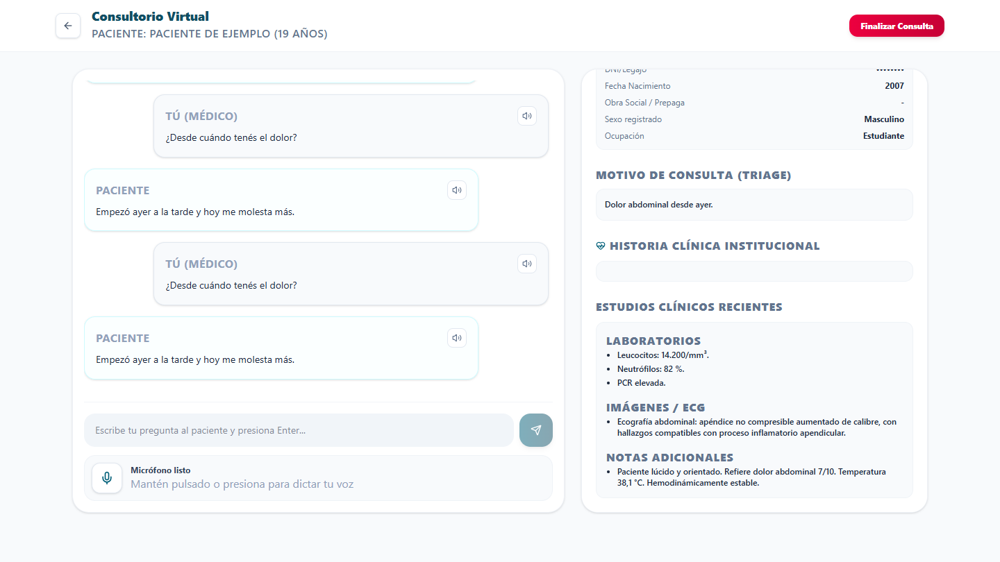 Consultorio Virtual
PACIENTE: PACIENTE DE EJEMPLO (19 AÑOS)
Finalizar Consulta
TÚ (MÉDICO)
¿Desde cuándo tenés el dolor?
PACIENTE
Empezó ayer a la tarde y hoy me molesta más.
TÚ (MÉDICO)
¿Desde cuándo tenés el dolor?
PACIENTE
Empezó ayer a la tarde y hoy me molesta más.
Escribe tu pregunta al paciente y presiona Enter...
Micrófono listo
Mantén pulsado o presiona para dictar tu voz
DNI/Legajo
Fecha Nacimiento 2007
Obra Social / Prepaga -
Sexo registrado Masculino
Ocupación Estudiante
MOTIVO DE CONSULTA (TRIAGE)
Dolor abdominal desde ayer.
HISTORIA CLÍNICA INSTITUCIONAL
ESTUDIOS CLÍNICOS RECIENTES
LABORATORIOS
• Leucocitos: 14.200/mm³.
• Neutrófilos: 82 %.
• PCR elevada.
IMÁGENES / ECG
• Ecografía abdominal: apéndice no compresible aumentado de calibre, con
hallazgos compatibles con proceso inflamatorio apendicular.
NOTAS ADICIONALES
• Paciente lúcido y orientado. Refiere dolor abdominal 7/10. Temperatura
38,1 °C. Hemodinámicamente estable.